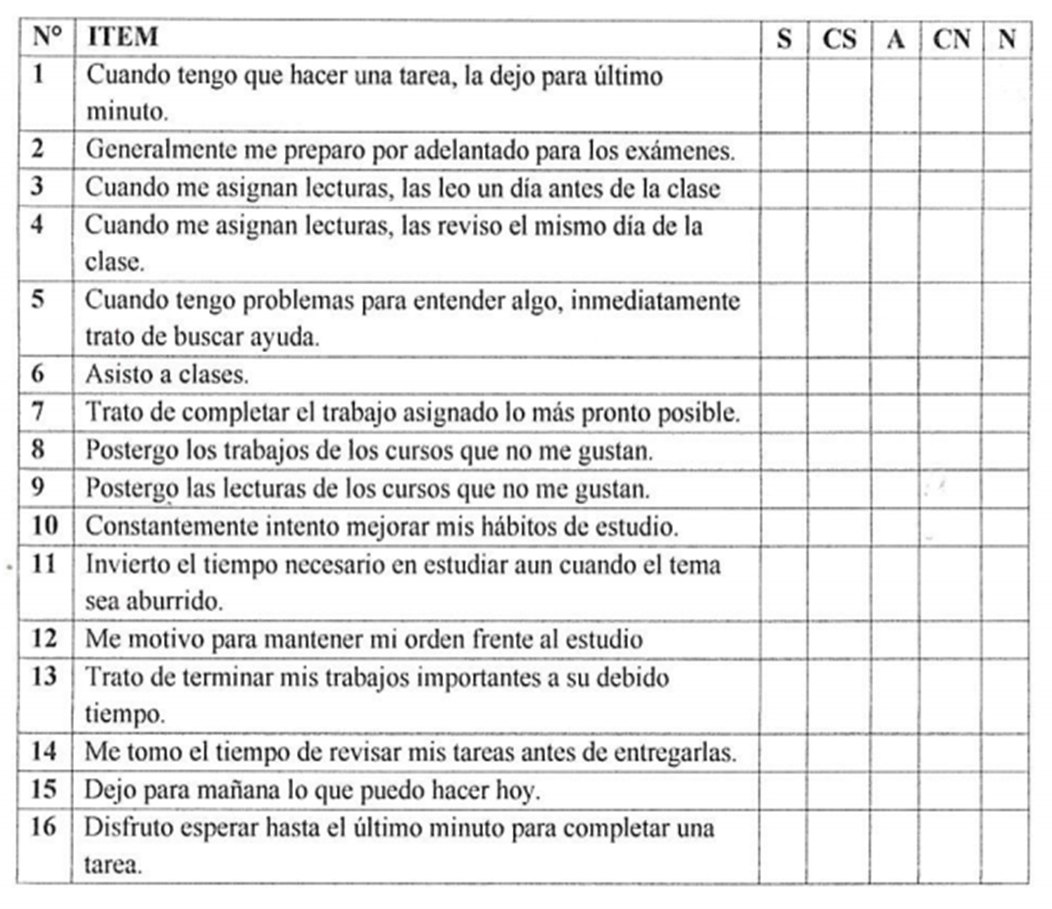 N° ITEM S CS A CN N
1 Cuando tengo que hacer una tarea, la dejo para último
minuto.
2 Generalmente me preparo por adelantado para los exámenes.
3 Cuando me asignan lecturas, las leo un día antes de la clase
4 Cuando me asignan lecturas, las reviso el mismo día de la
clase.
5 Cuando tengo problemas para entender algo, inmediatamente
trato de buscar ayuda.
6 Asisto a clases.
7 Trato de completar el trabajo asignado lo más pronto posible.
8 Postergo los trabajos de los cursos que no me gustan.
9 Postergo las lecturas de los cursos que no me gustan.
10 Constantemente intento mejorar mis hábitos de estudio.
11 Invierto el tiempo necesario en estudiar aun cuando el tema
sea aburrido.
12 Me motivo para mantener mi orden frente al estudio
13 Trato de terminar mis trabajos importantes a su debido
tiempo.
14 Me tomo el tiempo de revisar mis tareas antes de entregarlas.
15 Dejo para mañana lo que puedo hacer hoy.
16 Disfruto esperar hasta el último minuto para completar una
tarea.